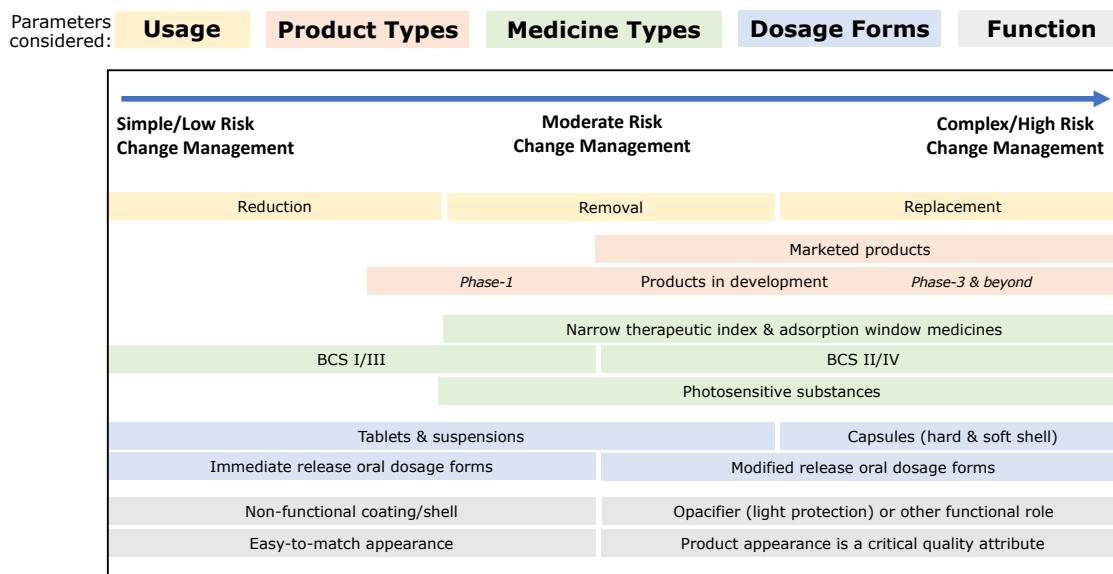 Parameters
considered:
Usage
Product Types
Medicine Types
Dosage Forms
Function
Simple/Low Risk
Change Management
Moderate Risk
Change Management
Complex/High Risk
Change Management
Reduction
Removal
Replacement
Marketed products
Phase-1
Products in development
Phase-3 & beyond
Narrow therapeutic index & adsorption window medicines
BCS I/III
BCS II/IV
Photosensitive substances
Tablets & suspensions
Capsules (hard & soft shell)
Immediate release oral dosage forms
Modified release oral dosage forms
Non-functional coating/shell
Opacifier (light protection) or other functional role
Easy-to-match appearance
Product appearance is a critical quality attribute